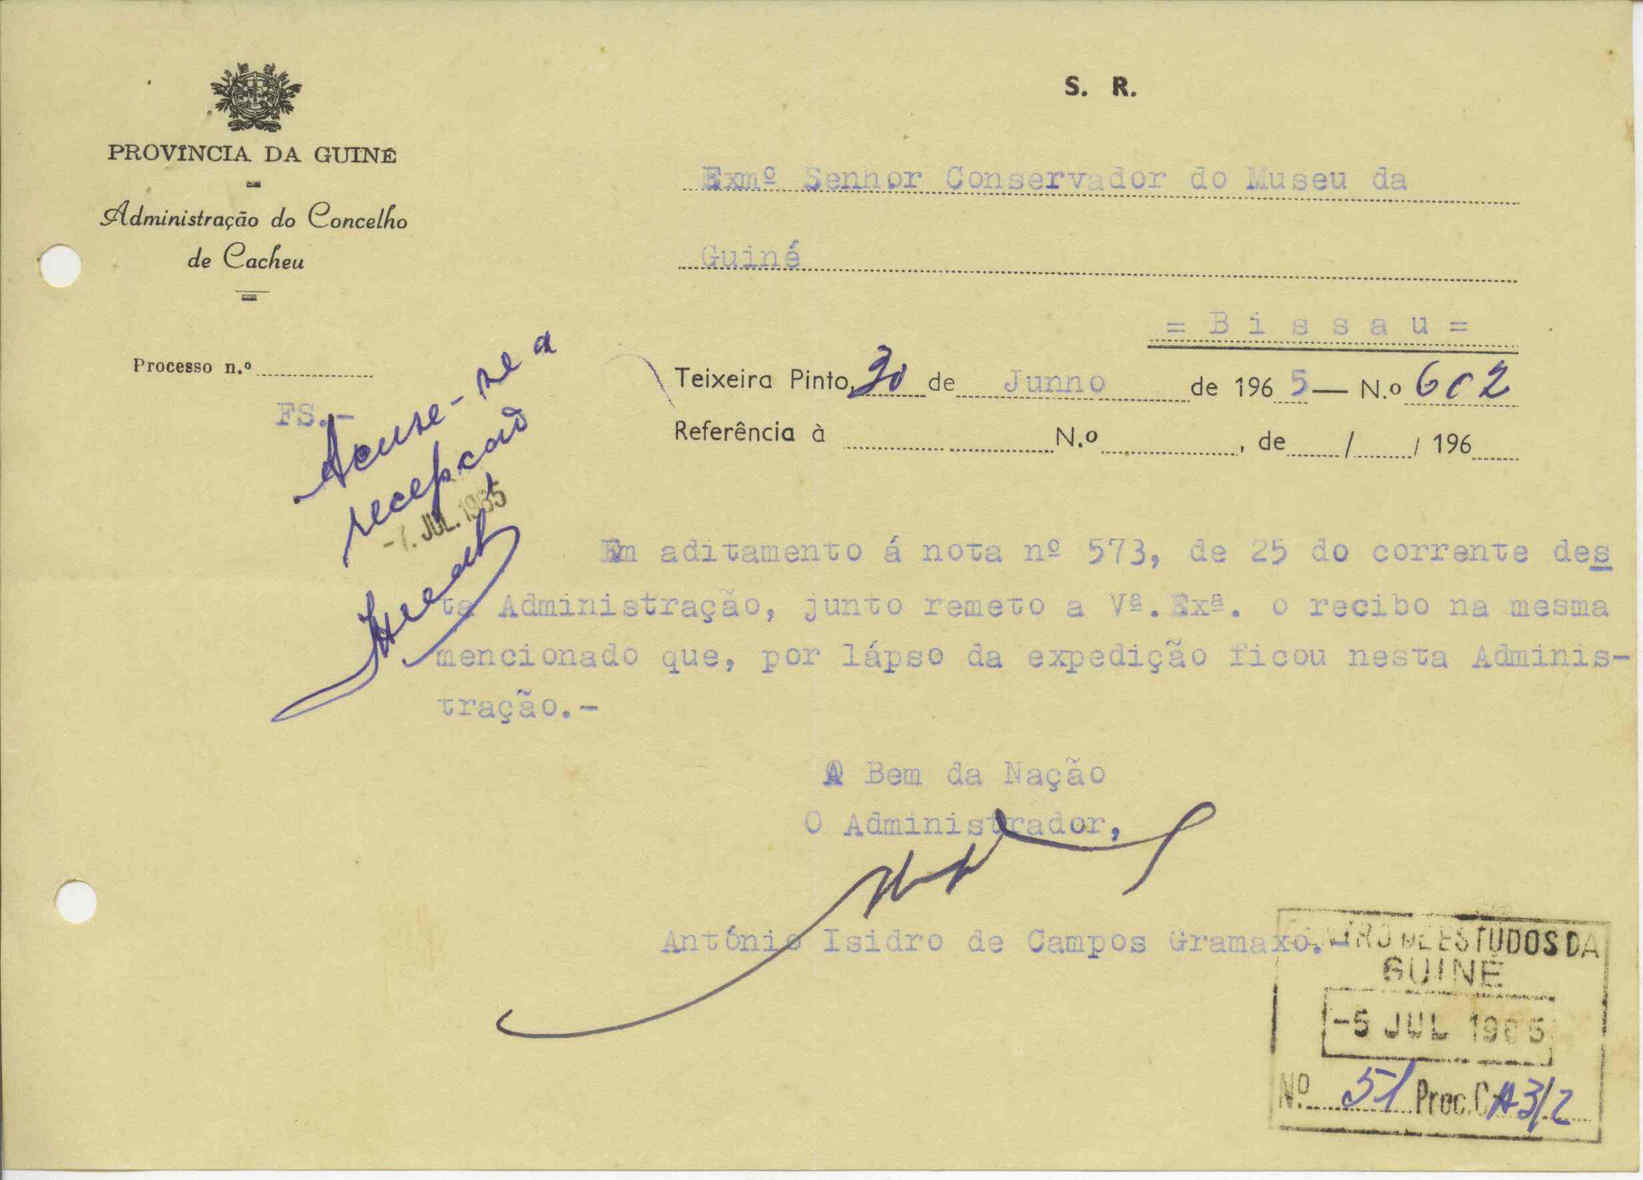 S. R.
PROVÍNCIA DA GUINÉ
Administração do Concelho
de Cacheu
Exmº Senhor Conservador do Museu da
Guiné
= B i s s a u =
Processo n.º
Teixeira Pinto, 30 de Junno de 1965 — N.º 602
Referência à N.º , de / / 196
FS.-
Acuse-se a
recepção
-7. JUL. 1965
Em aditamento á nota nº 573, de 25 do corrente des
ta Administração, junto remeto a Vª.Exª. o recibo na mesma
mencionado que, por lápso da expedição ficou nesta Adminis-
tração.-
A Bem da Nação
O Administrador,
António Isidro de Campos Gramaxo.-
CENTRO DE ESTUDOS DA
GUINÉ
-5 JUL 1965
Nº. 51 Proc. CA3/2